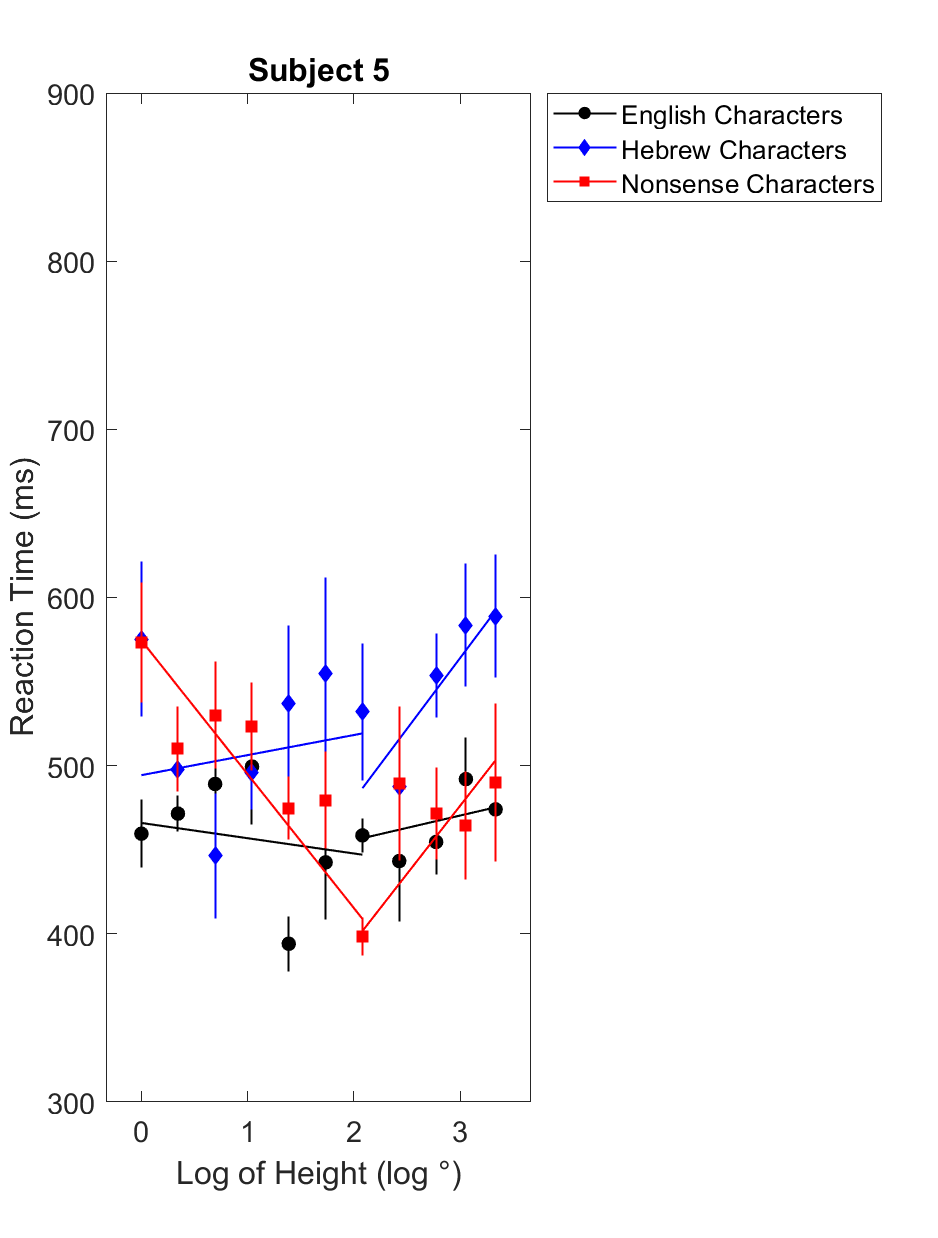 Subject 5
900
800
700
600
500
400
300
Reaction Time (ms)
0 1 2 3
Log of Height (log °)
English Characters
Hebrew Characters
Nonsense Characters